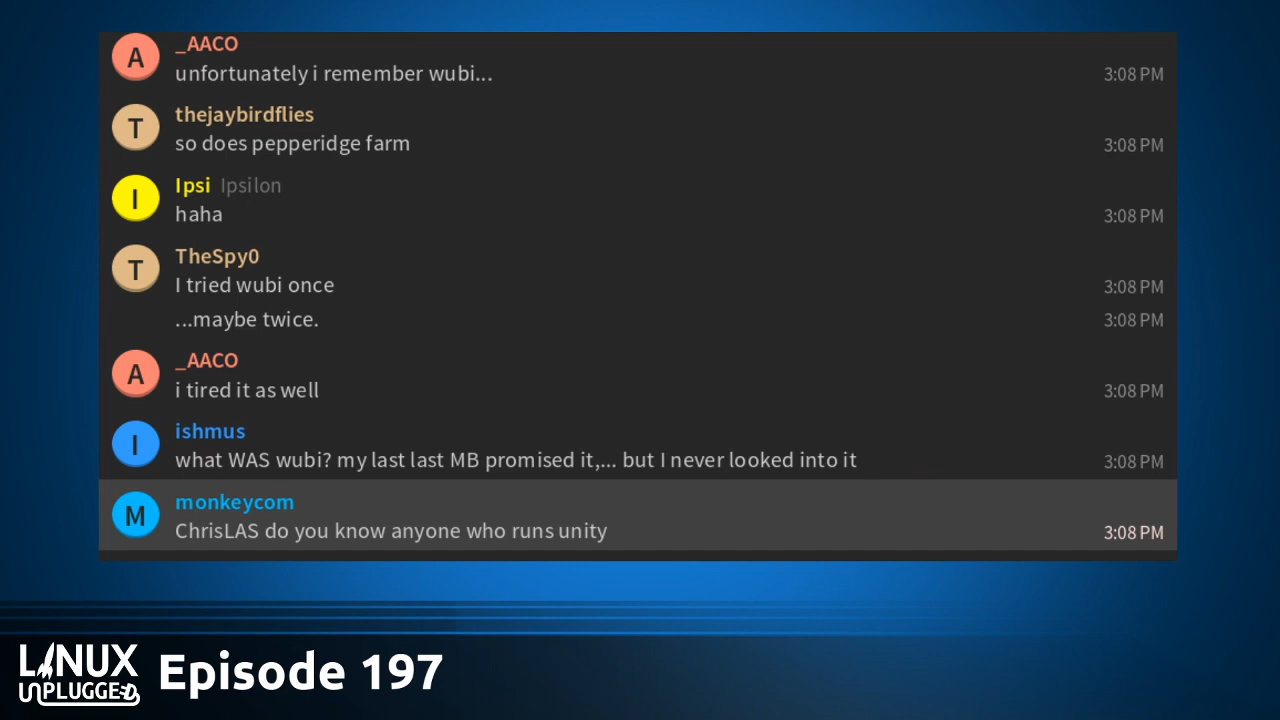 A
_AACO
unfortunately i remember wubi...
3:08 PM
T
thejaybirdflies
so does pepperidge farm
3:08 PM
I
Ipsi Ipsilon
haha
3:08 PM
T
TheSpy0
I tried wubi once
3:08 PM
...maybe twice.
3:08 PM
A
_AACO
i tired it as well
3:08 PM
I
ishmus
what WAS wubi? my last last MB promised it,... but I never looked into it
3:08 PM
M
monkeycom
ChrisLAS do you know anyone who runs unity
3:08 PM
LINUX
UNPLUGGED
Episode 197